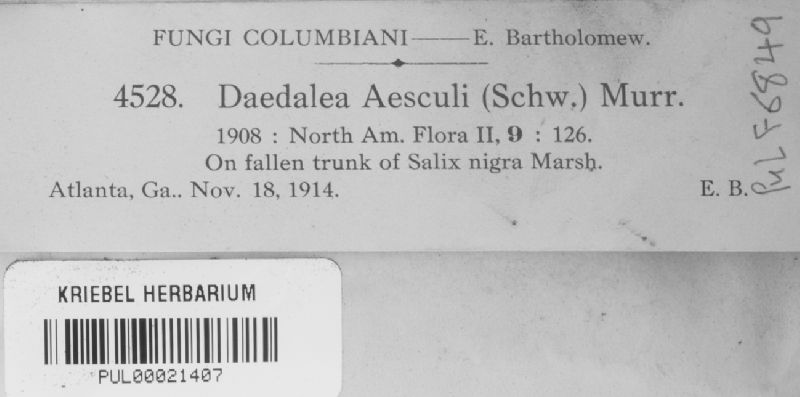 FUNGI COLUMBIANI—E. Bartholomew.
4528. Daedalea Aesculi (Schw.) Murr.
1908 : North Am. Flora II, 9 : 126.
On fallen trunk of Salix nigra Marsh.
Atlanta, Ga.. Nov. 18, 1914. E. B.
PUL F6849
KRIEBEL HERBARIUM
PUL00021407